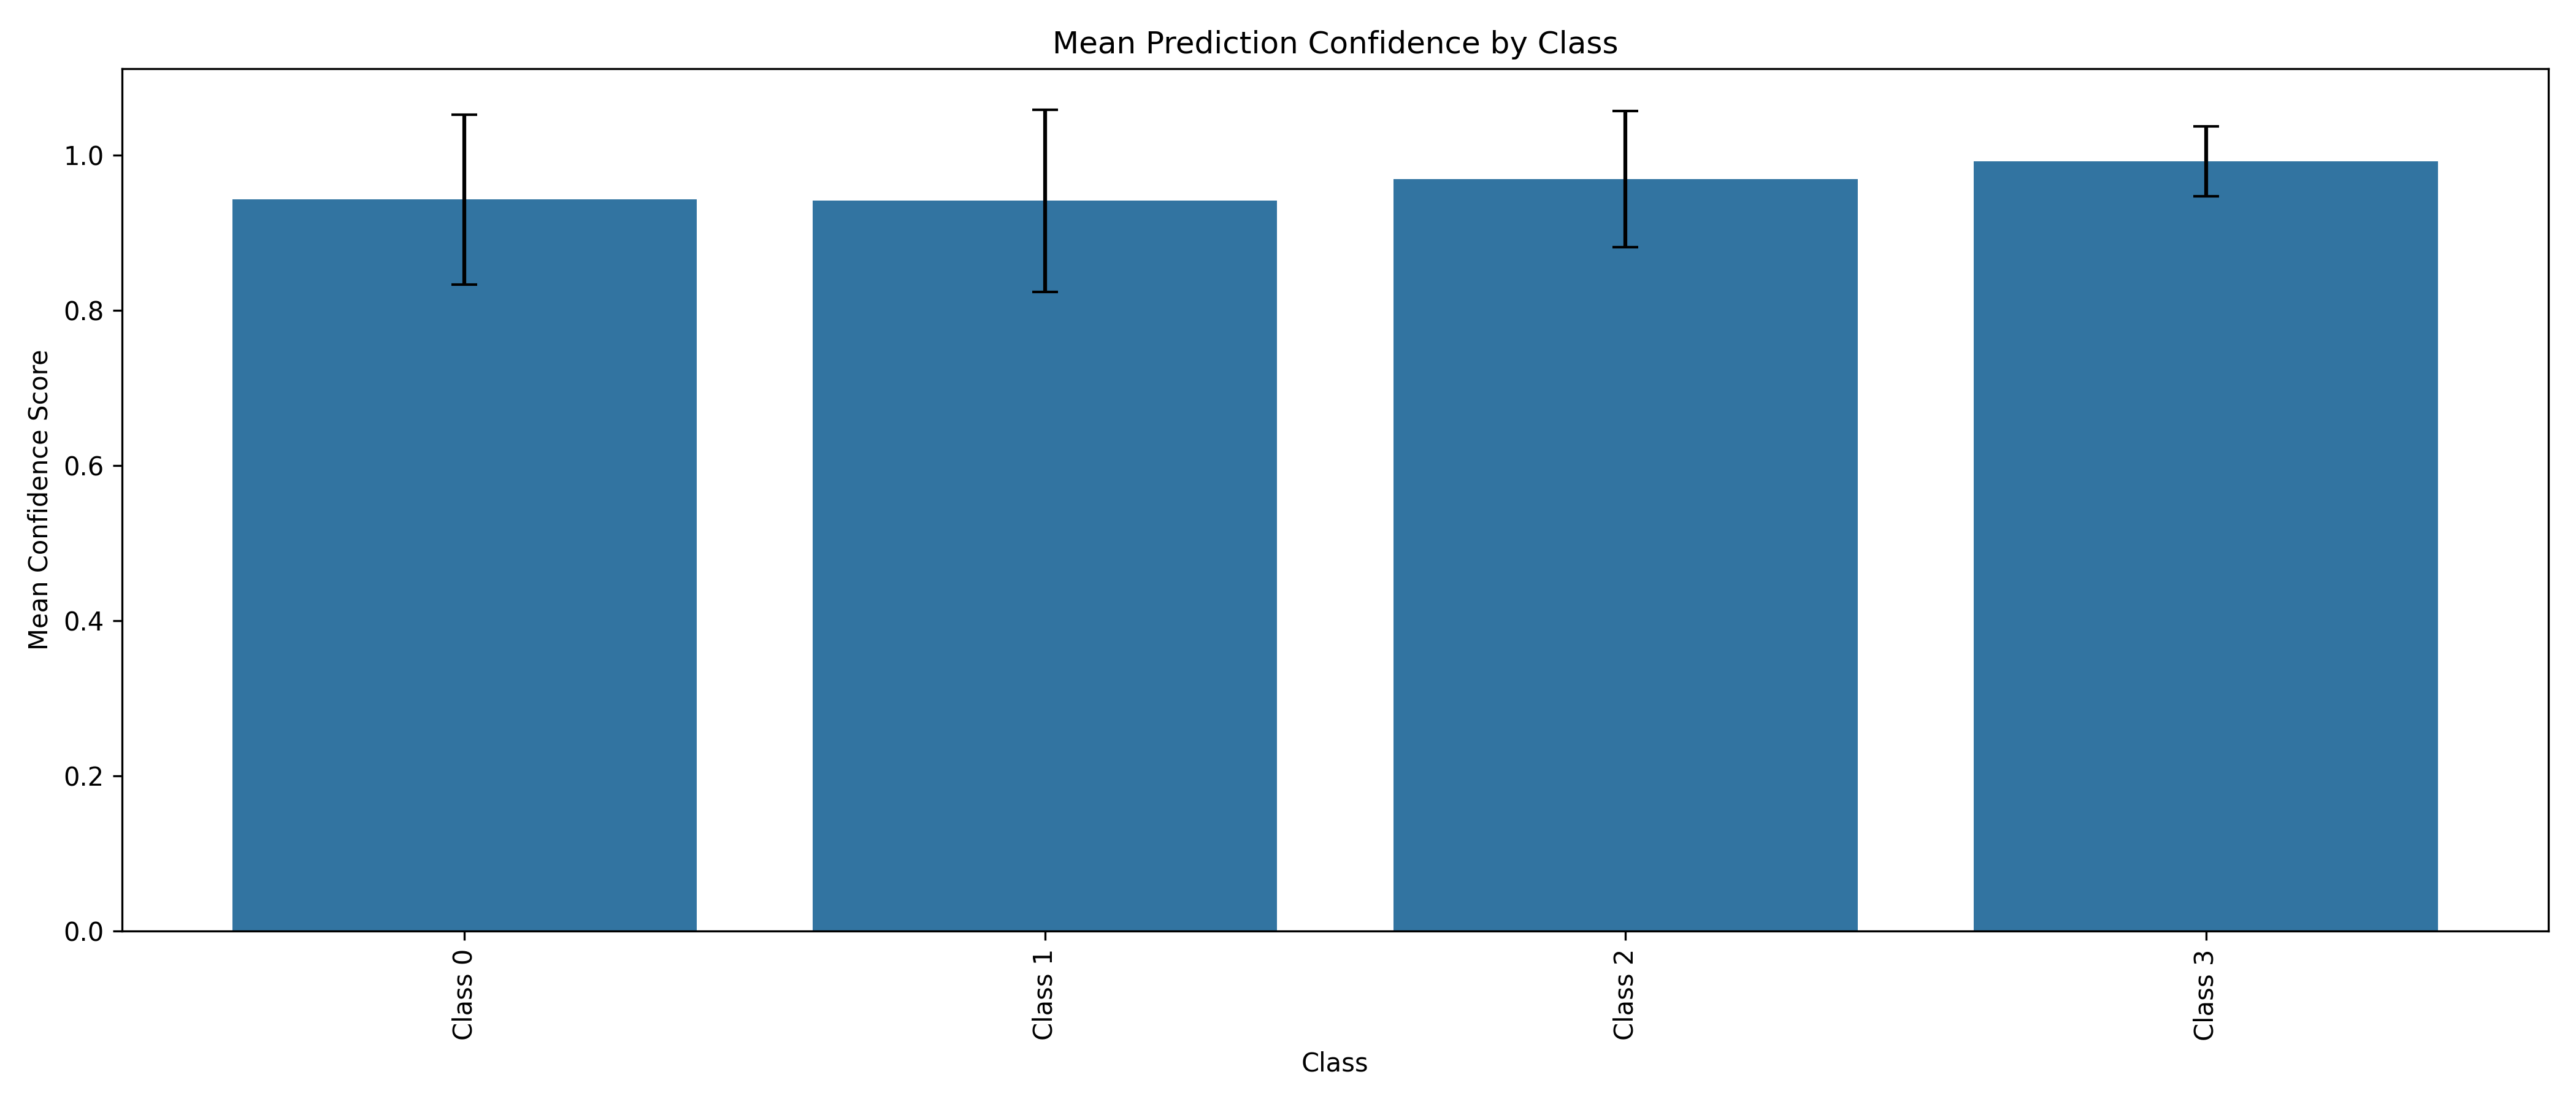 Mean Prediction Confidence by Class
Mean Confidence Score
1.0
0.8
0.6
0.4
0.2
0.0
Class 0
Class 1
Class 2
Class 3
Class